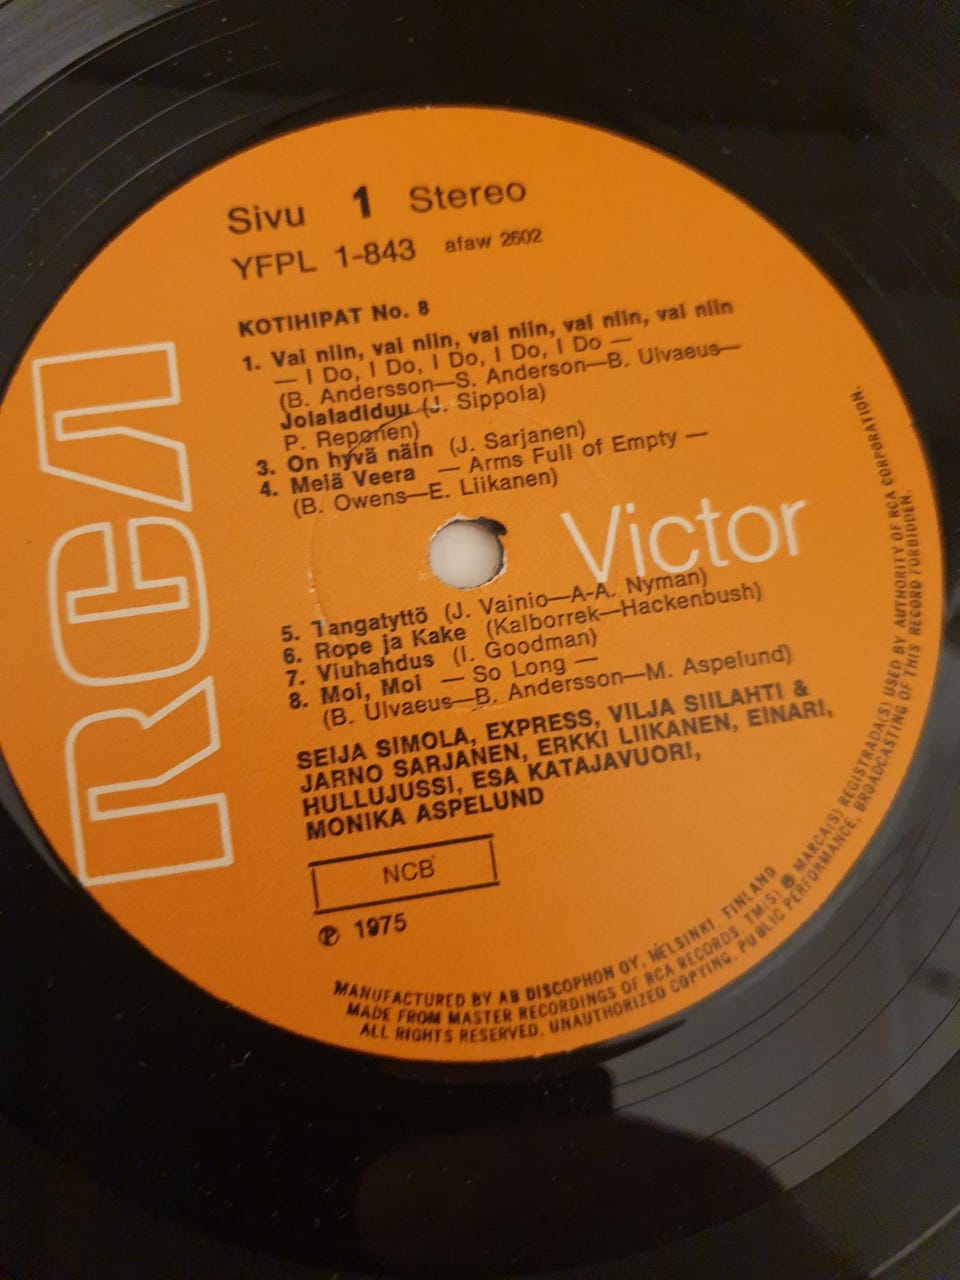 Sivu 1 Stereo
YFPL 1-843 afaw 2602
KOTIHIPAT No. 8
1. Vai niin, vai niin, vai niin, vai niin, vai niin
— I Do, I Do, I Do, I Do, I Do —
(B. Andersson—S. Anderson—B. Ulvaeus—
Jolaladiduu (J. Sippola)
P. Reponen)
3. On hyvä näin (J. Sarjanen)
4. Melä Veera — Arms Full of Empty —
(B. Owens—E. Liikanen)
RCA
Victor
5. Tangatyttö (J. Vainio—A-A. Nyman)
6. Rope ja Kake (Kalborrek—Hackenbush)
7. Viuhahdus (I. Goodman)
8. Moi, Moi — So Long —
(B. Ulvaeus—B. Andersson—M. Aspelund)
SEIJA SIMOLA, EXPRESS, VILJA SIILAHTI &
JARNO SARJANEN, ERKKI LIIKANEN, EINARI,
HULLUJUSSI, ESA KATAJAVUORI,
MONIKA ASPELUND
NCB
℗ 1975
MANUFACTURED BY AB DISCOPHON OY, HELSINKI, FINLAND
MADE FROM MASTER RECORDINGS OF RCA RECORDS. TM(S) ® MARCA(S) REGISTRADA(S) USED BY AUTHORITY OF RCA CORPORATION.
ALL RIGHTS RESERVED. UNAUTHORIZED COPYING, PUBLIC PERFORMANCE, BROADCASTING OF THIS RECORD FORBIDDEN.